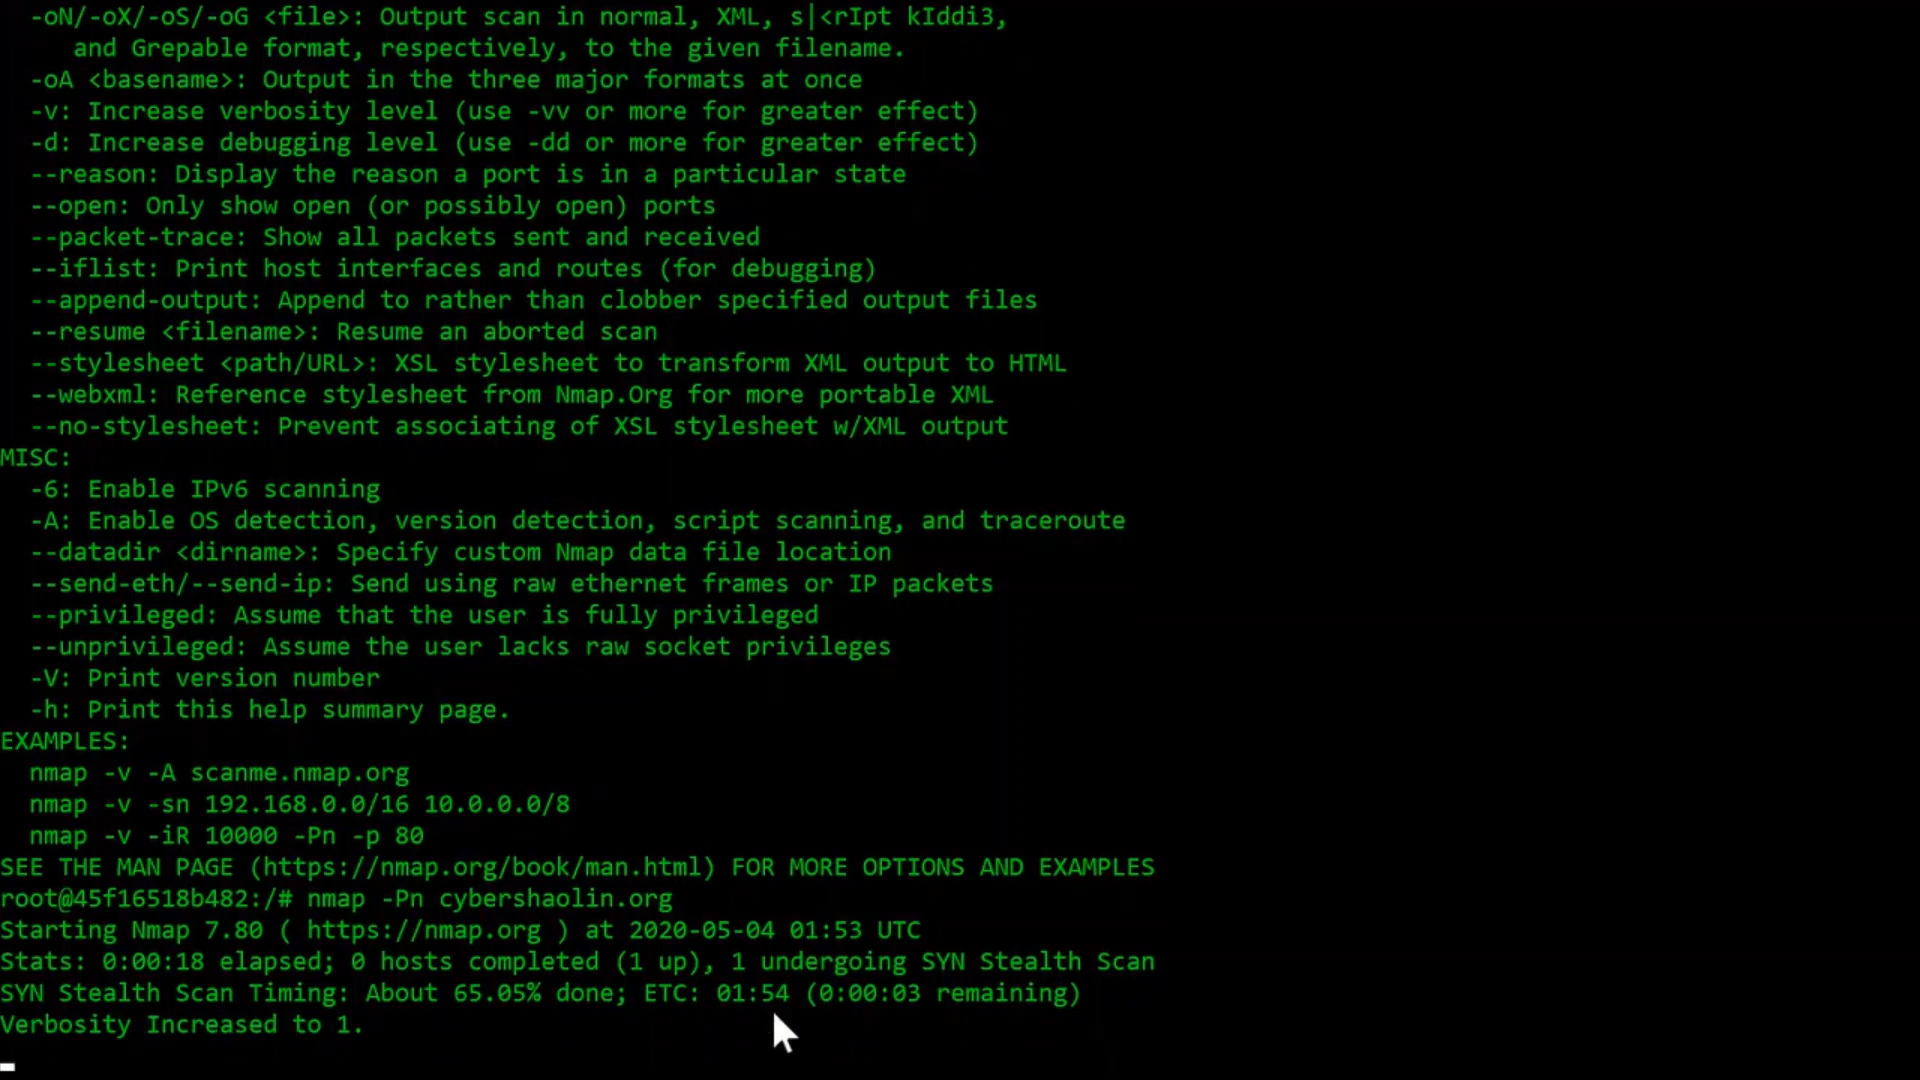 -oN/-oX/-oS/-oG <file>: Output scan in normal, XML, s|<rIpt kIddi3,
and Grepable format, respectively, to the given filename.
-oA <basename>: Output in the three major formats at once
-v: Increase verbosity level (use -vv or more for greater effect)
-d: Increase debugging level (use -dd or more for greater effect)
--reason: Display the reason a port is in a particular state
--open: Only show open (or possibly open) ports
--packet-trace: Show all packets sent and received
--iflist: Print host interfaces and routes (for debugging)
--append-output: Append to rather than clobber specified output files
--resume <filename>: Resume an aborted scan
--stylesheet <path/URL>: XSL stylesheet to transform XML output to HTML
--webxml: Reference stylesheet from Nmap.Org for more portable XML
--no-stylesheet: Prevent associating of XSL stylesheet w/XML output
MISC:
-6: Enable IPv6 scanning
-A: Enable OS detection, version detection, script scanning, and traceroute
--datadir <dirname>: Specify custom Nmap data file location
--send-eth/--send-ip: Send using raw ethernet frames or IP packets
--privileged: Assume that the user is fully privileged
--unprivileged: Assume the user lacks raw socket privileges
-V: Print version number
-h: Print this help summary page.
EXAMPLES:
nmap -v -A scanme.nmap.org
nmap -v -sn 192.168.0.0/16 10.0.0.0/8
nmap -v -iR 10000 -Pn -p 80
SEE THE MAN PAGE (https://nmap.org/book/man.html) FOR MORE OPTIONS AND EXAMPLES
root@45f16518b482:/# nmap -Pn cybershaolin.org
Starting Nmap 7.80 ( https://nmap.org ) at 2020-05-04 01:53 UTC
Stats: 0:00:18 elapsed; 0 hosts completed (1 up), 1 undergoing SYN Stealth Scan
SYN Stealth Scan Timing: About 65.05% done; ETC: 01:54 (0:00:03 remaining)
Verbosity Increased to 1.